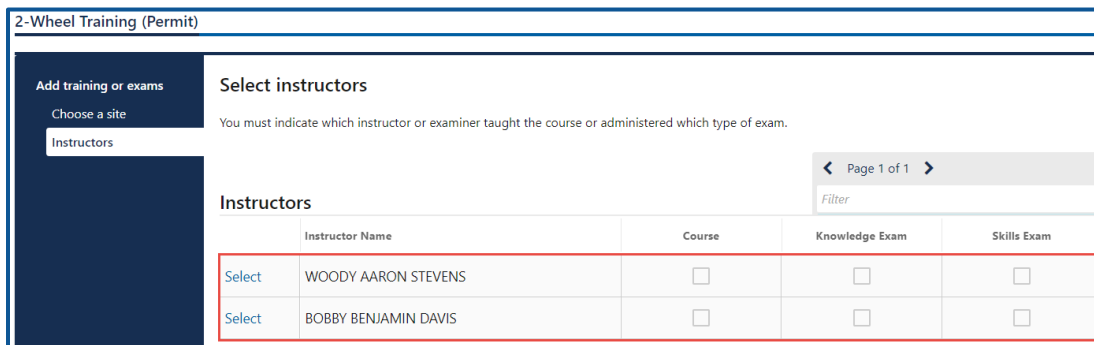 2-Wheel Training (Permit)
Add training or exams
Choose a site
Instructors
Select instructors
You must indicate which instructor or examiner taught the course or administered which type of exam.
Page 1 of 1
Instructors
Filter
Instructor Name Course Knowledge Exam Skills Exam
Select WOODY AARON STEVENS
Select BOBBY BENJAMIN DAVIS